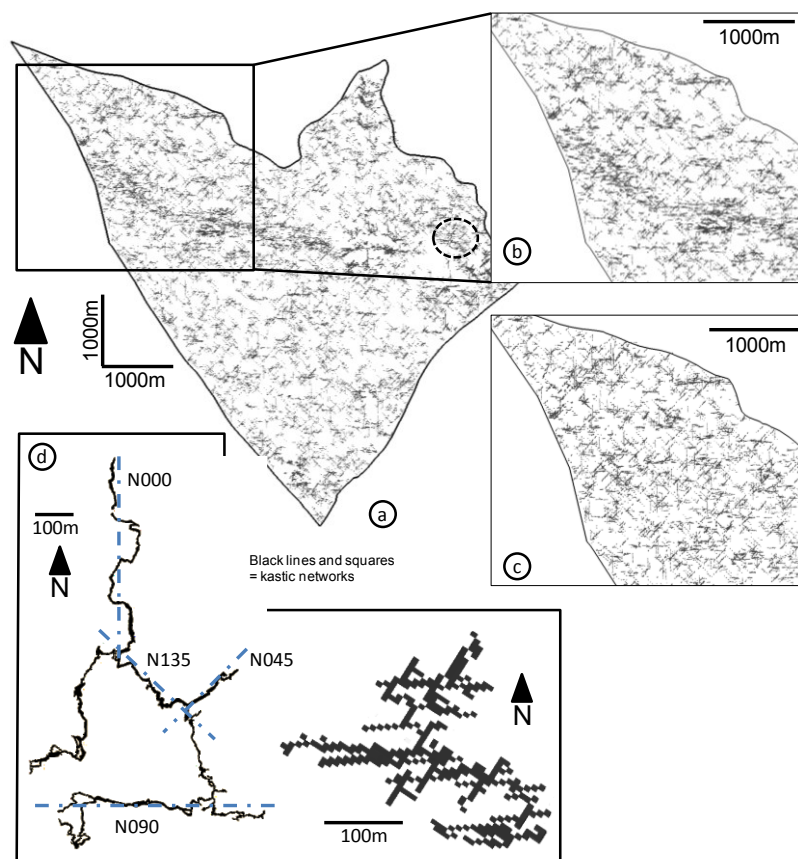 1000m
b
N
1000m
1000m
1000m
c
a
d
N000
100m
N
Black lines and squares
= kastic networks
N135
N045
N
N090
100m